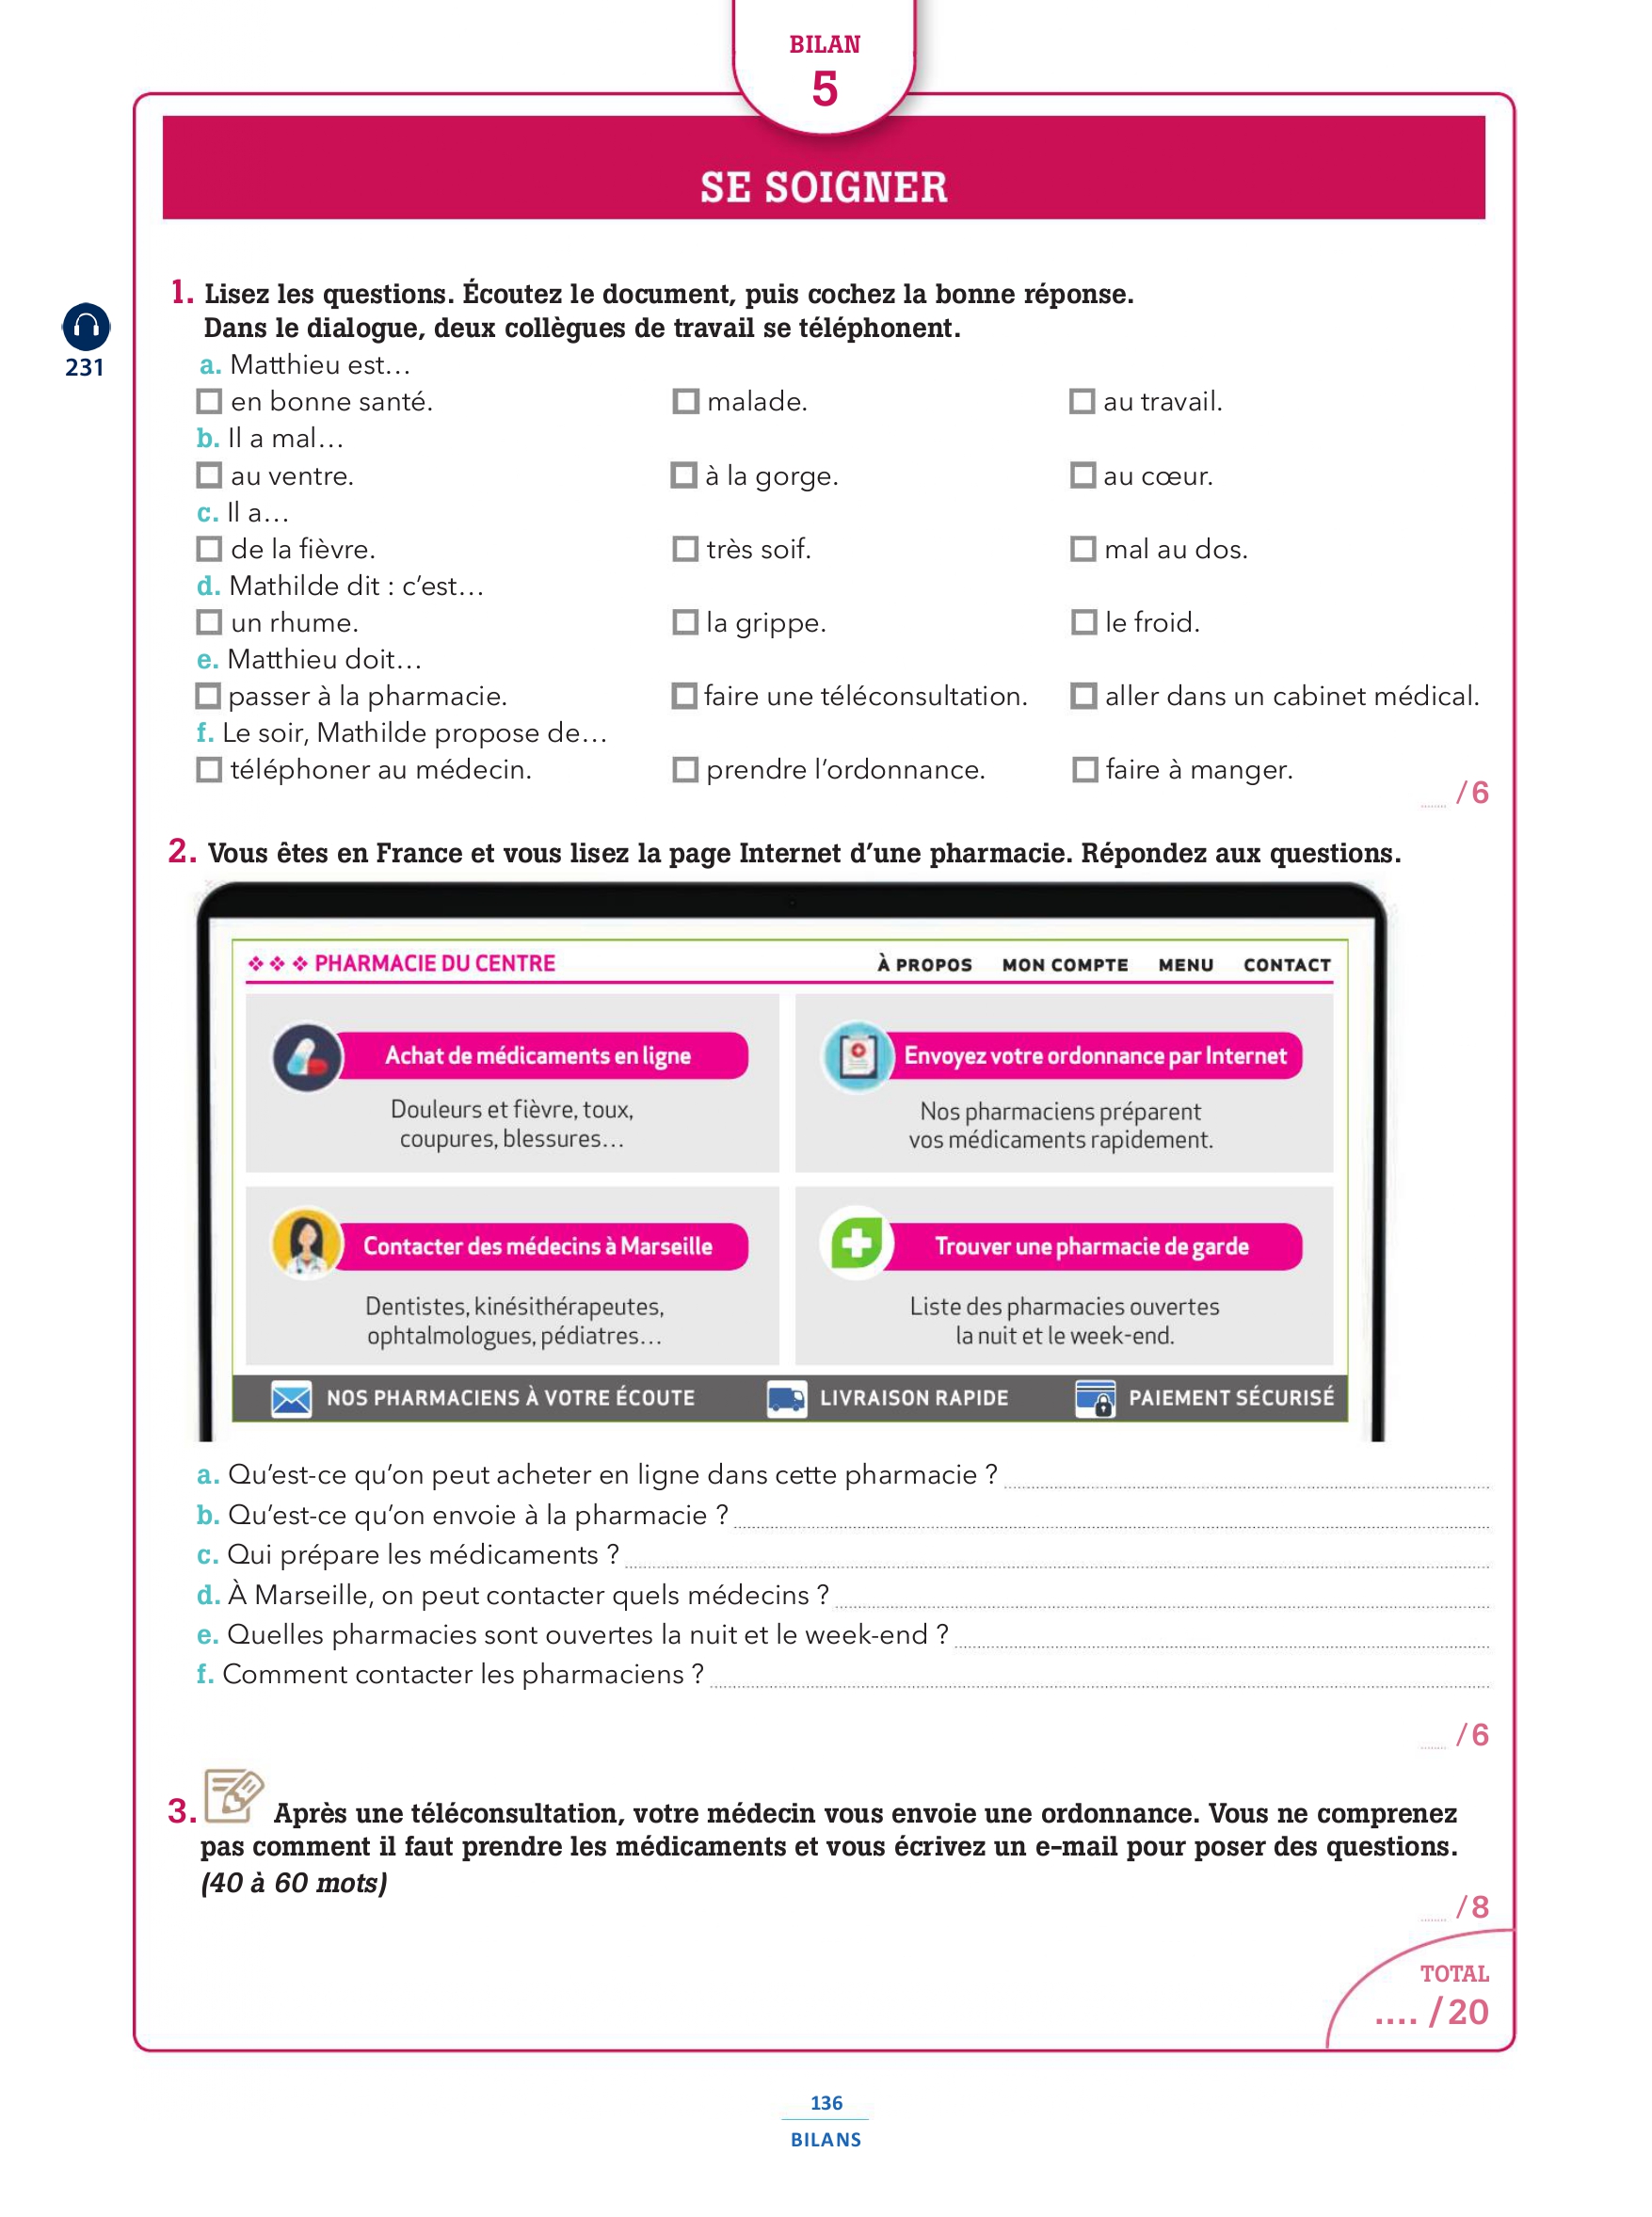 BILAN
5
SE SOIGNER
1. Lisez les questions. Écoutez le document, puis cochez la bonne réponse.
Dans le dialogue, deux collègues de travail se téléphonent.
231
a. Matthieu est…
en bonne santé. malade. au travail.
b. Il a mal…
au ventre. à la gorge. au cœur.
c. Il a…
de la fièvre. très soif. mal au dos.
d. Mathilde dit : c’est…
un rhume. la grippe. le froid.
e. Matthieu doit…
passer à la pharmacie. faire une téléconsultation. aller dans un cabinet médical.
f. Le soir, Mathilde propose de…
téléphoner au médecin. prendre l’ordonnance. faire à manger.
..... /6
2. Vous êtes en France et vous lisez la page Internet d’une pharmacie. Répondez aux questions.
PHARMACIE DU CENTRE À PROPOS MON COMPTE MENU CONTACT
Achat de médicaments en ligne
Douleurs et fièvre, toux,
coupures, blessures…
Envoyez votre ordonnance par Internet
Nos pharmaciens préparent
vos médicaments rapidement.
Contacter des médecins à Marseille
Dentistes, kinésithérapeutes,
ophtalmologues, pédiatres…
Trouver une pharmacie de garde
Liste des pharmacies ouvertes
la nuit et le week-end.
NOS PHARMACIENS À VOTRE ÉCOUTE LIVRAISON RAPIDE PAIEMENT SÉCURISÉ
a. Qu’est-ce qu’on peut acheter en ligne dans cette pharmacie ?
b. Qu’est-ce qu’on envoie à la pharmacie ?
c. Qui prépare les médicaments ?
d. À Marseille, on peut contacter quels médecins ?
e. Quelles pharmacies sont ouvertes la nuit et le week-end ?
f. Comment contacter les pharmaciens ?
..... /6
3. Après une téléconsultation, votre médecin vous envoie une ordonnance. Vous ne comprenez
pas comment il faut prendre les médicaments et vous écrivez un e-mail pour poser des questions.
(40 à 60 mots)
..... /8
TOTAL
.... /20
136
BILANS